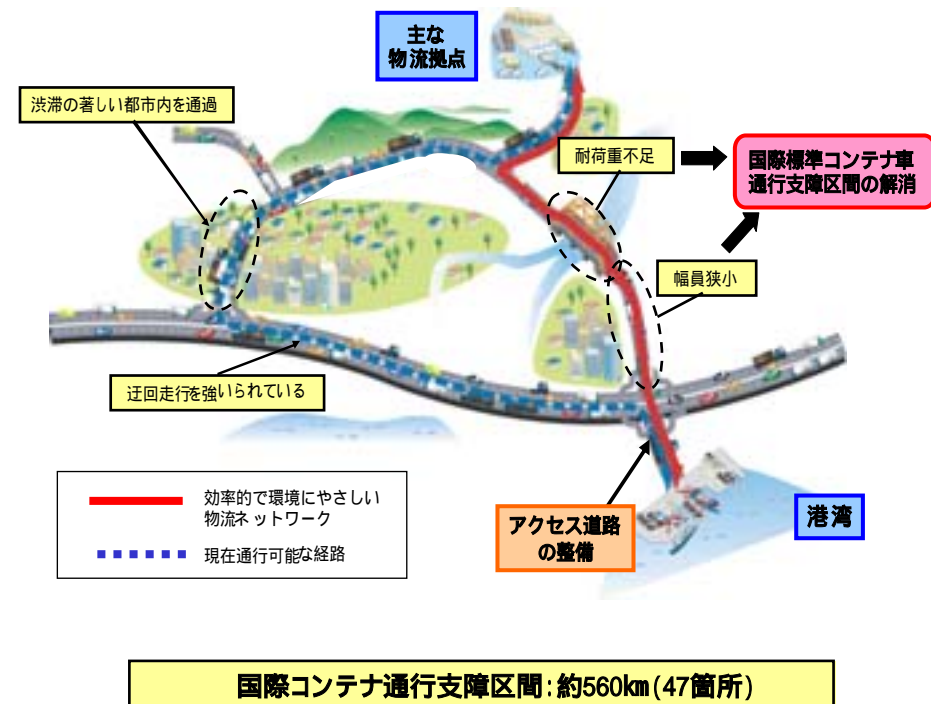 主な
物流拠点
渋滞の著しい都市内を通過
耐荷重不足
国際標準コンテナ車
通行支障区間の解消
幅員狭小
迂回走行を強いられている
効率的で環境にやさしい
物流ネットワーク
現在通行可能な経路
アクセス道路
の整備
港湾
国際コンテナ通行支障区間:約560km(47箇所)